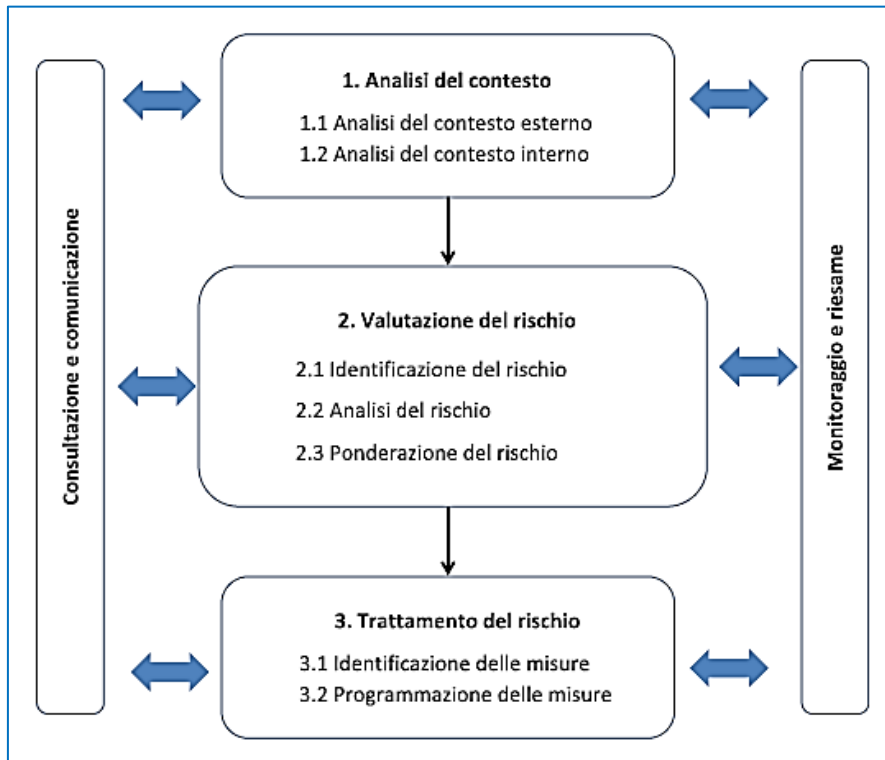 Consultazione e comunicazione
1. Analisi del contesto
1.1 Analisi del contesto esterno
1.2 Analisi del contesto interno
2. Valutazione del rischio
2.1 Identificazione del rischio
2.2 Analisi del rischio
2.3 Ponderazione del rischio
3. Trattamento del rischio
3.1 Identificazione delle misure
3.2 Programmazione delle misure
Monitoraggio e riesame